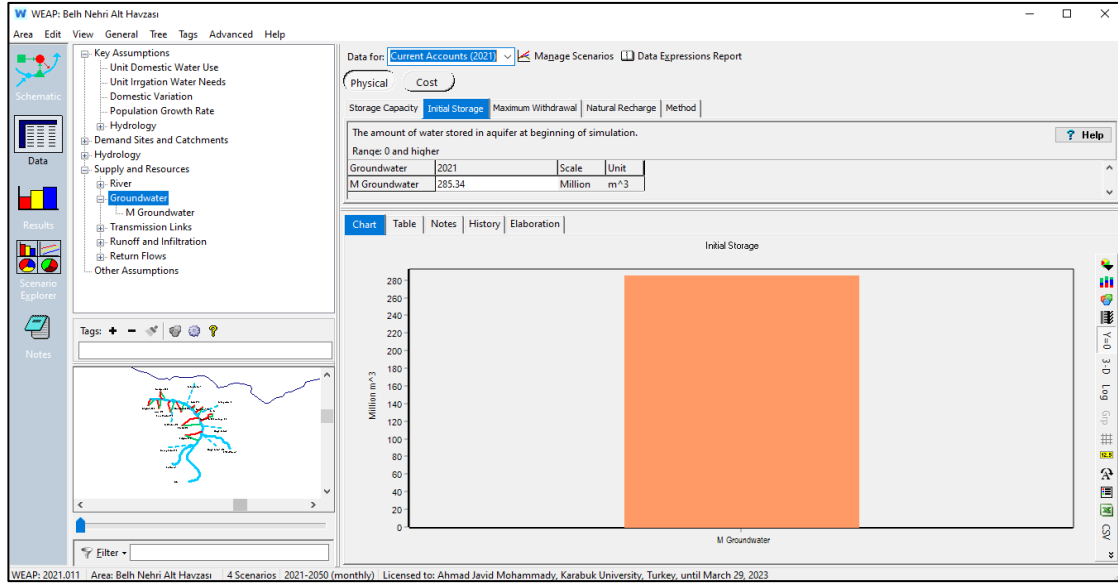 WEAP: Belh Nehri Alt Havzası
Area Edit View General Tree Tags Advanced Help
Schematic
Data
Results
Scenario Explorer
Notes
Key Assumptions
Unit Domestic Water Use
Unit Irrgation Water Needs
Domestic Variation
Population Growth Rate
Hydrology
Demand Sites and Catchments
Hydrology
Supply and Resources
River
Groundwater
M Groundwater
Transmission Links
Runoff and Infiltration
Return Flows
Other Assumptions
Tags:
Filter
Data for: Current Accounts (2021) Manage Scenarios Data Expressions Report
Physical Cost
Storage Capacity Initial Storage Maximum Withdrawal Natural Recharge Method
The amount of water stored in aquifer at beginning of simulation.
? Help
Range: 0 and higher
Groundwater 2021 Scale Unit
M Groundwater 285.34 Million m^3
Chart Table Notes History Elaboration
Initial Storage
Million m^3
280
260
240
220
200
180
160
140
120
100
80
60
40
20
0
M Groundwater
Y=0
3-D
Log
Grp
12.5
CSV
WEAP: 2021.011 Area: Belh Nehri Alt Havzası 4 Scenarios 2021-2050 (monthly) Licensed to: Ahmad Javid Mohammady, Karabuk University, Turkey, until March 29, 2023